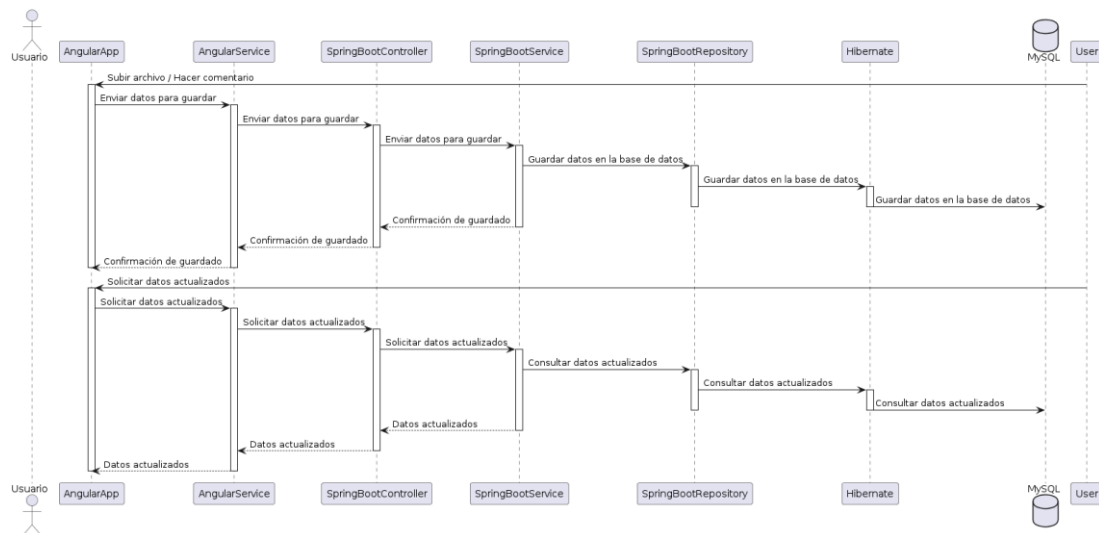 Usuario
AngularApp
AngularService
SpringBootController
SpringBootService
SpringBootRepository
Hibernate
MySQL
User
Subir archivo / Hacer comentario
Enviar datos para guardar
Enviar datos para guardar
Enviar datos para guardar
Guardar datos en la base de datos
Guardar datos en la base de datos
Guardar datos en la base de datos
Confirmación de guardado
Confirmación de guardado
Confirmación de guardado
Solicitar datos actualizados
Solicitar datos actualizados
Solicitar datos actualizados
Solicitar datos actualizados
Consultar datos actualizados
Consultar datos actualizados
Consultar datos actualizados
Datos actualizados
Datos actualizados
Datos actualizados
Usuario
AngularApp
AngularService
SpringBootController
SpringBootService
SpringBootRepository
Hibernate
MySQL
User